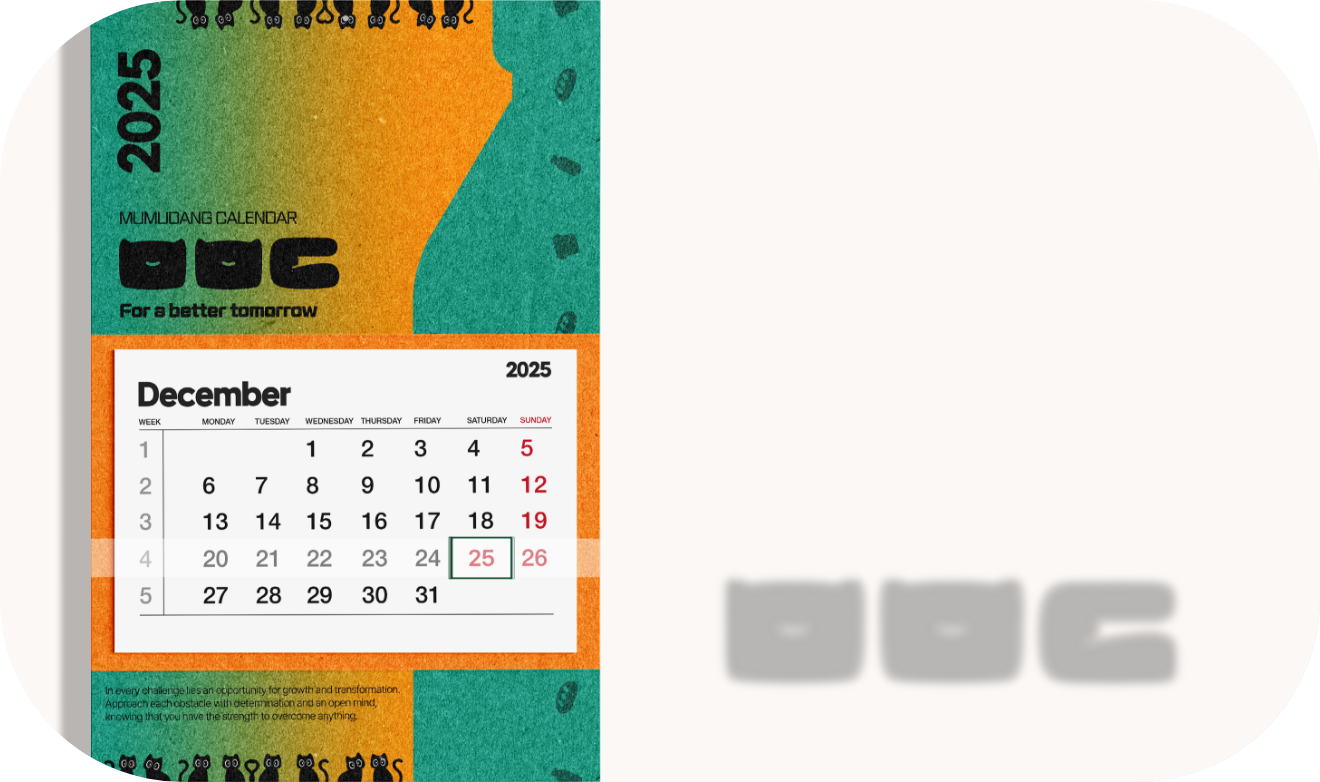 2025
MUMUDANG CALENDAR
For a better tomorrow
2025
December
WEEK MONDAY TUESDAY WEDNESDAY THURSDAY FRIDAY SATURDAY SUNDAY
1 1 2 3 4 5
2 6 7 8 9 10 11 12
3 13 14 15 16 17 18 19
4 20 21 22 23 24 25 26
5 27 28 29 30 31
In every challenge lies an opportunity for growth and transformation.
Approach each obstacle with determination and an open mind,
knowing that you have the strength to overcome anything.